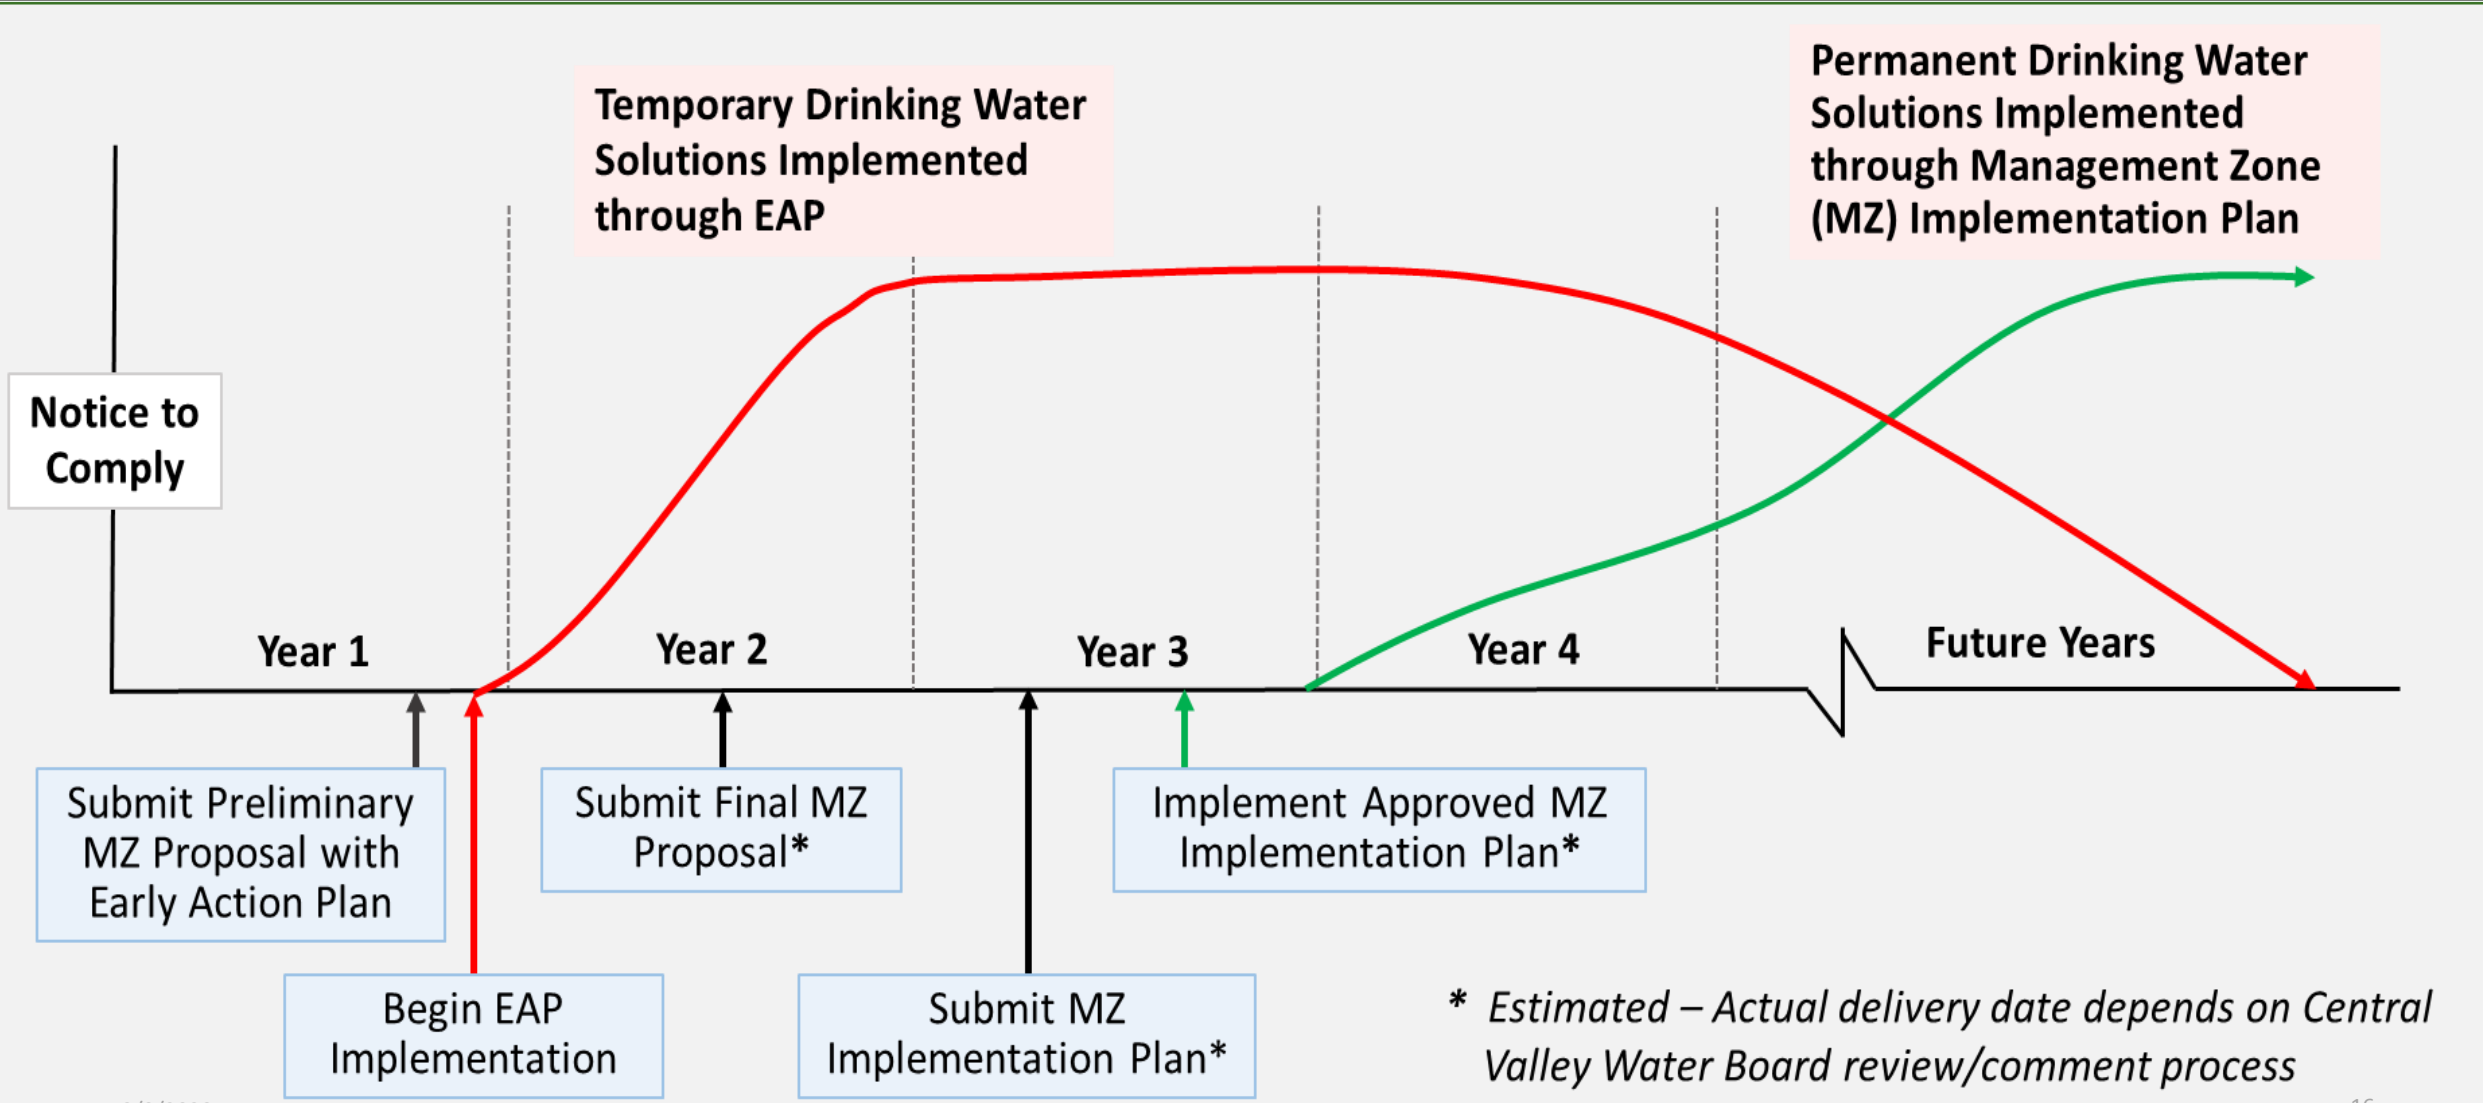 Temporary Drinking Water
Solutions Implemented
through EAP
Permanent Drinking Water
Solutions Implemented
through Management Zone
(MZ) Implementation Plan
Notice to
Comply
Year 1
Year 2
Year 3
Year 4
Future Years
Submit Preliminary
MZ Proposal with
Early Action Plan
Submit Final MZ
Proposal*
Implement Approved MZ
Implementation Plan*
Begin EAP
Implementation
Submit MZ
Implementation Plan*
* Estimated – Actual delivery date depends on Central
Valley Water Board review/comment process